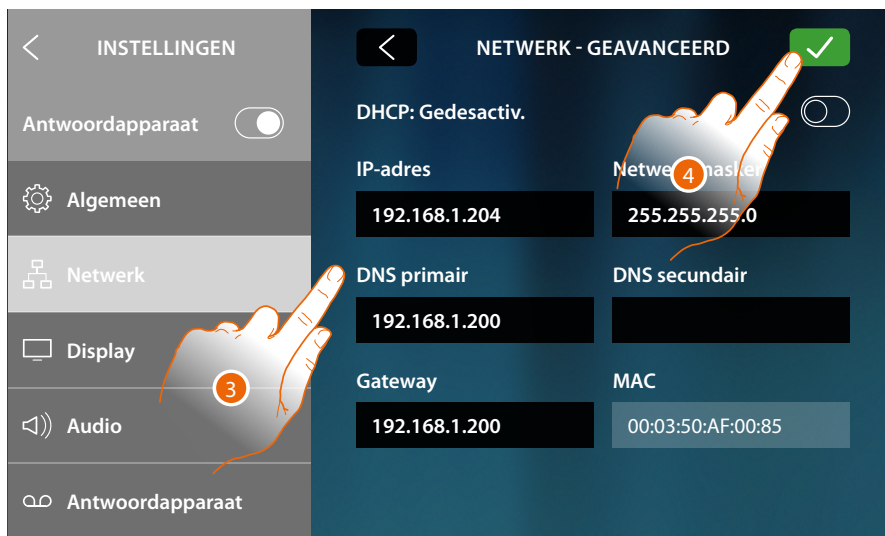 INSTELLINGEN
Antwoordapparaat
Algemeen
Netwerk
Display
Audio
Antwoordapparaat
NETWERK - GEAVANCEERD
DHCP: Gedesactiv.
IP-adres
192.168.1.204
Netwerkmasker
255.255.255.0
DNS primair
192.168.1.200
DNS secundair
Gateway
192.168.1.200
MAC
00:03:50:AF:00:85
3
4